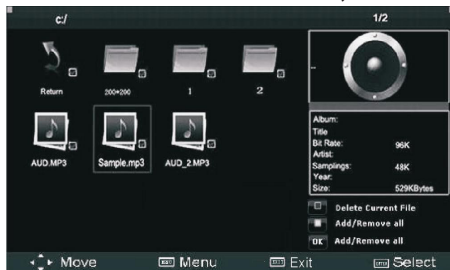 c:/ 1/2
Return 200*200 1 2
AUD.MP3 Sample.mp3 AUD_2.MP3
Album:
Title
Bit Rate: 96K
Artist:
Samplings: 48K
Year:
Size: 529KBytes
Delete Current File
Add/Remove all
OK Add/Remove all
Move Menu Exit Select